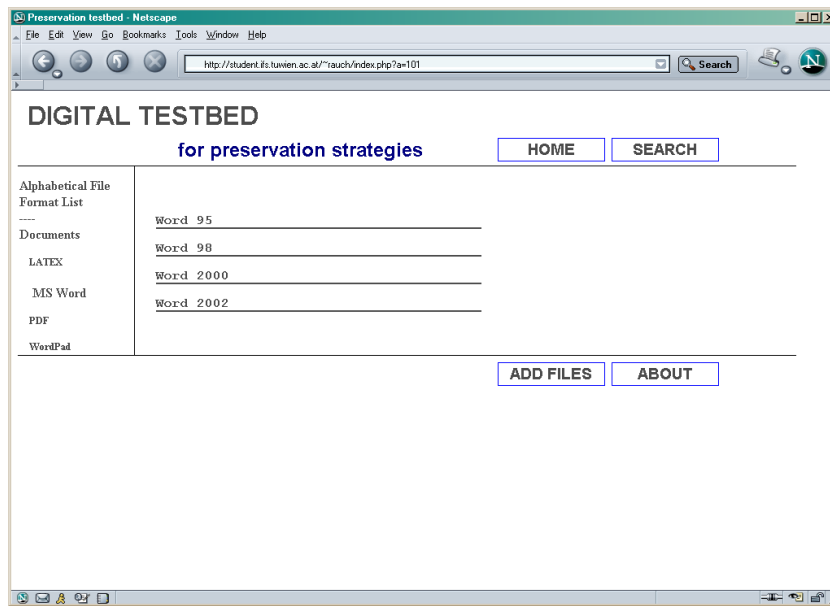 Preservation testbed - Netscape
File Edit View Go Bookmarks Tools Window Help
http://student.ifs.tuwien.ac.at/~rauch/index.php?a=101
Search
N
DIGITAL TESTBED
for preservation strategies
HOME
SEARCH
Alphabetical File
Format List
----
Documents
LATEX
MS Word
PDF
WordPad
Word 95
Word 98
Word 2000
Word 2002
ADD FILES
ABOUT